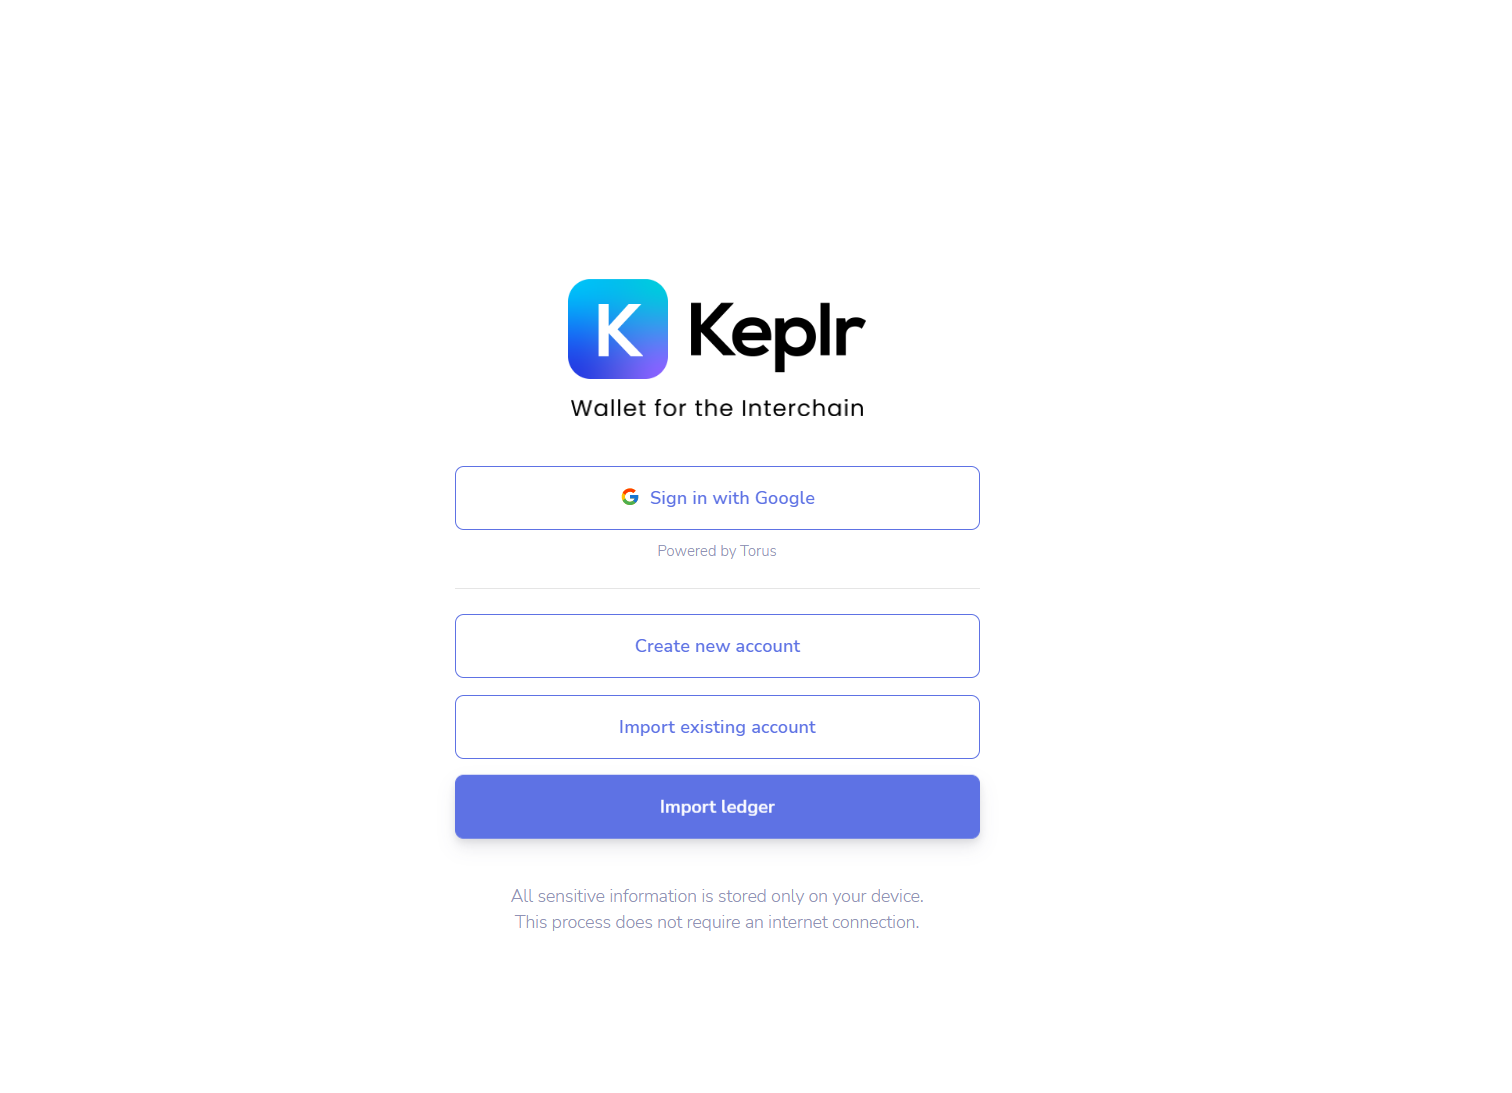 K Keplr
Wallet for the Interchain
Sign in with Google
Powered by Torus
Create new account
Import existing account
Import ledger
All sensitive information is stored only on your device.
This process does not require an internet connection.